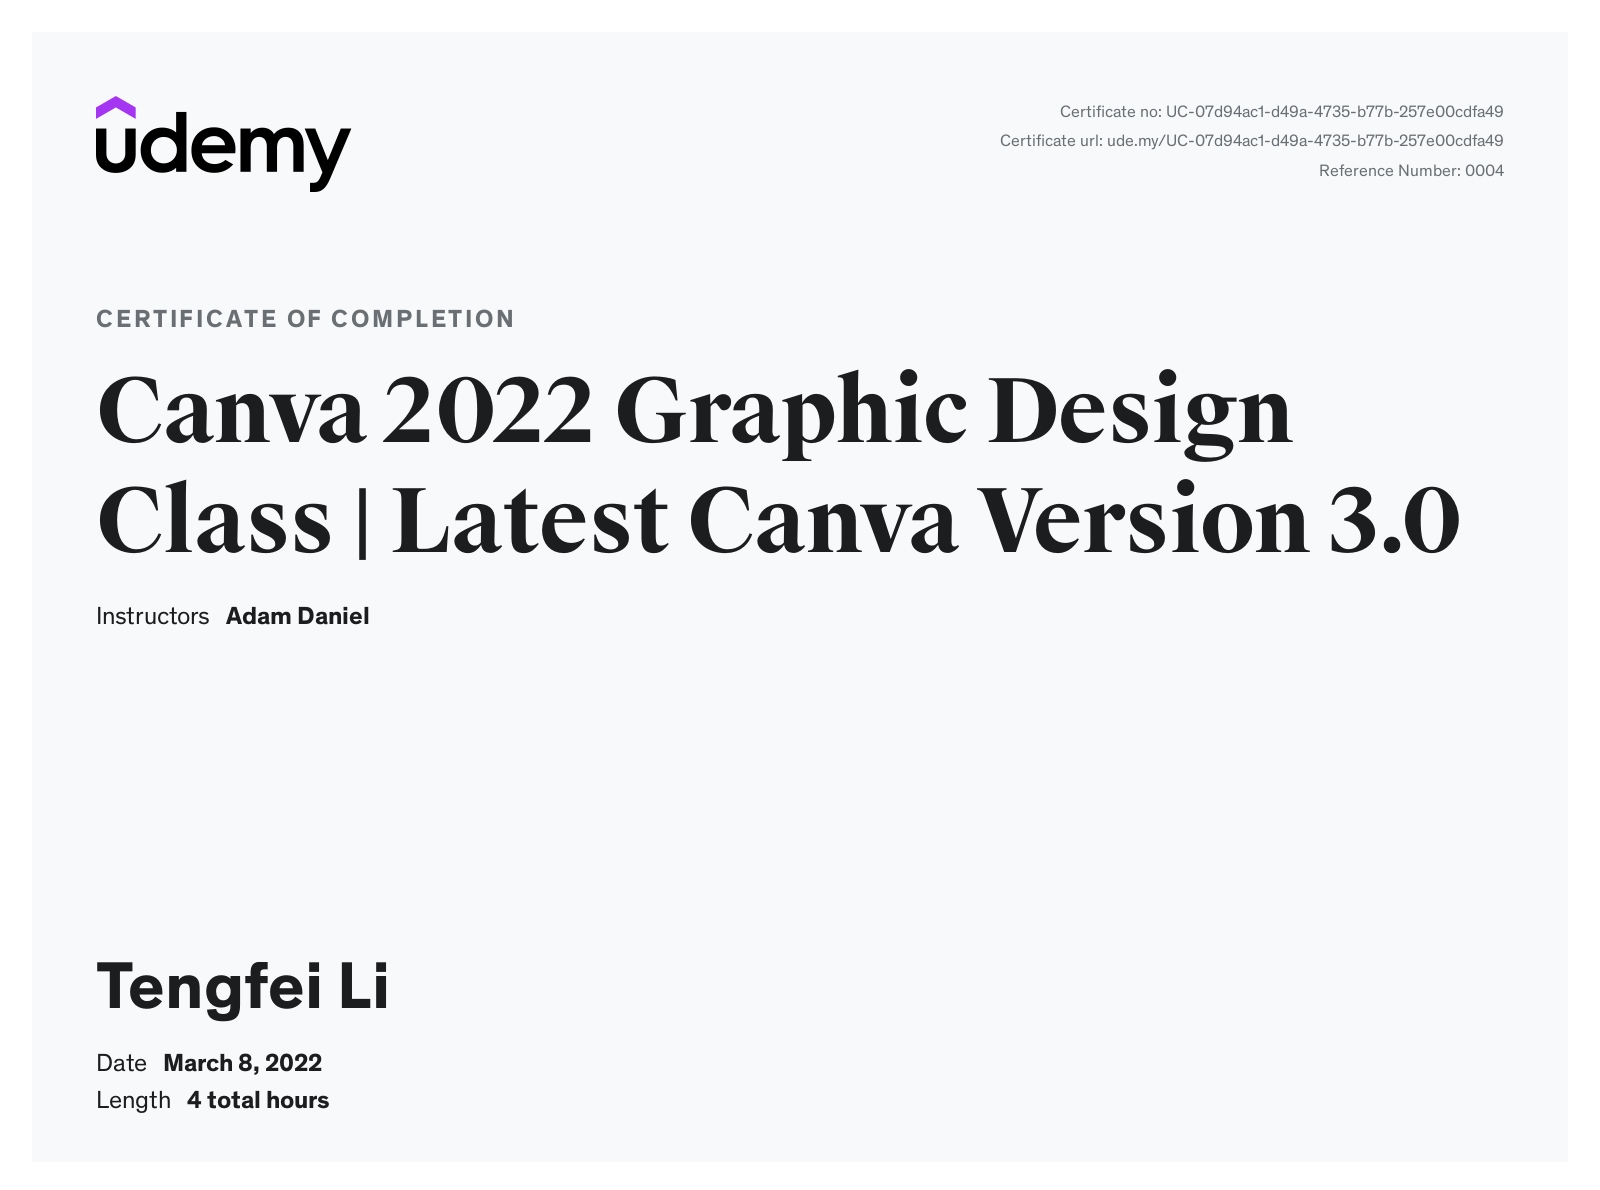 udemy
Certificate no: UC-07d94ac1-d49a-4735-b77b-257e00cdfa49
Certificate url: ude.my/UC-07d94ac1-d49a-4735-b77b-257e00cdfa49
Reference Number: 0004
CERTIFICATE OF COMPLETION
Canva 2022 Graphic Design
Class | Latest Canva Version 3.0
Instructors Adam Daniel
Tengfei Li
Date March 8, 2022
Length 4 total hours